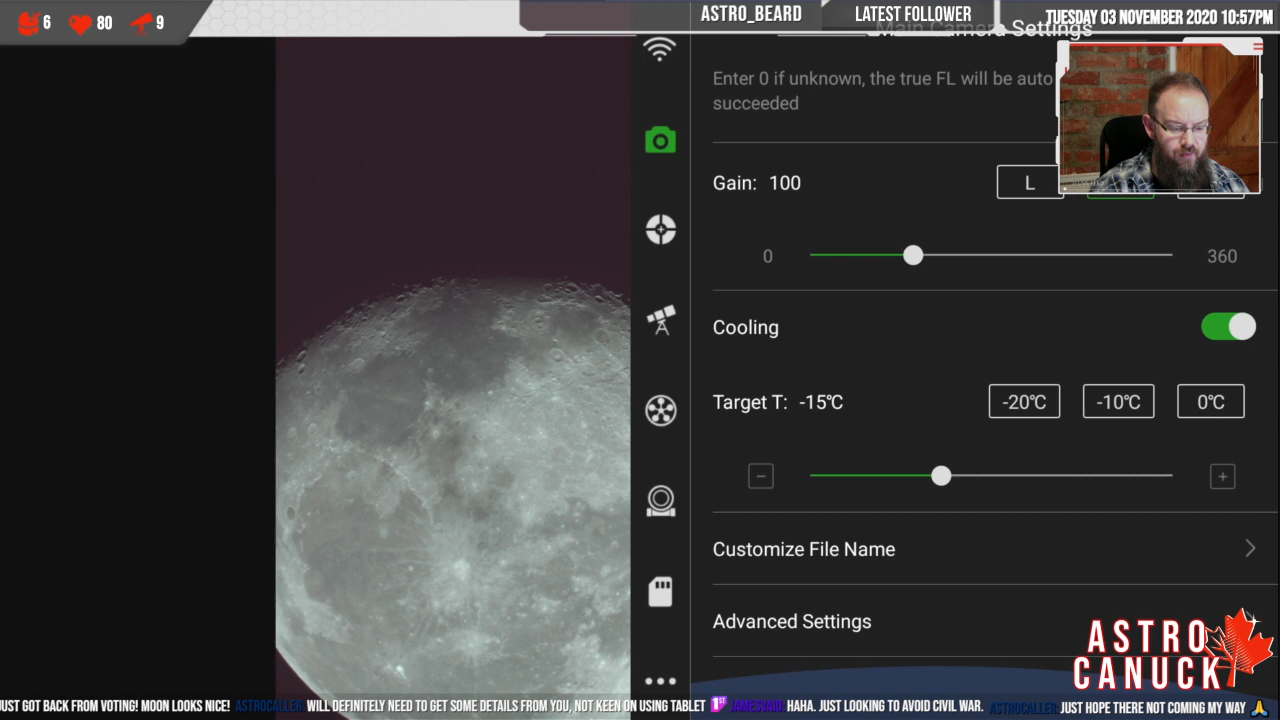 6 80 9
ASTRO_BEARD
LATEST FOLLOWER
TUESDAY 03 NOVEMBER 2020 10:57PM
Main Camera Settings
Enter 0 if unknown, the true FL will be auto
succeeded
Gain: 100
L
0
360
Cooling
Target T: -15℃
-20℃
-10℃
0℃
−
+
Customize File Name
Advanced Settings
ASTRO
CANUCK
UST GOT BACK FROM VOTING! MOON LOOKS NICE! ASTROCALLER: WILL DEFINITELY NEED TO GET SOME DETAILS FROM YOU, NOT KEEN ON USING TABLET 1ST JAMESVAID: HAHA. JUST LOOKING TO AVOID CIVIL WAR. ASTROCALLER: JUST HOPE THERE NOT COMING MY WAY 🙏